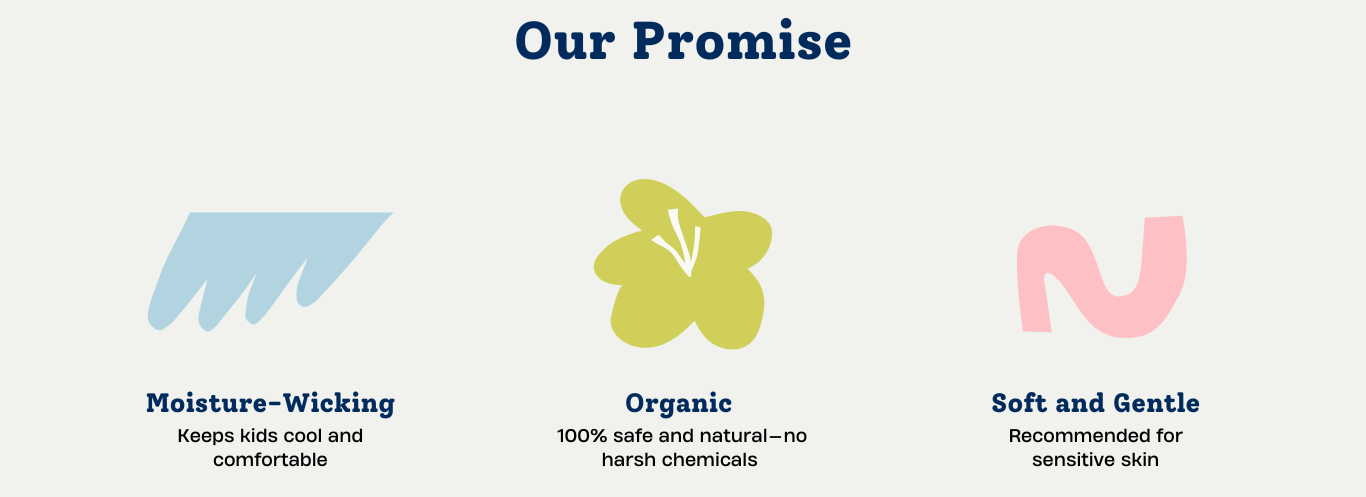 Our Promise
Moisture-Wicking
Keeps kids cool and
comfortable
Organic
100% safe and natural—no
harsh chemicals
Soft and Gentle
Recommended for
sensitive skin